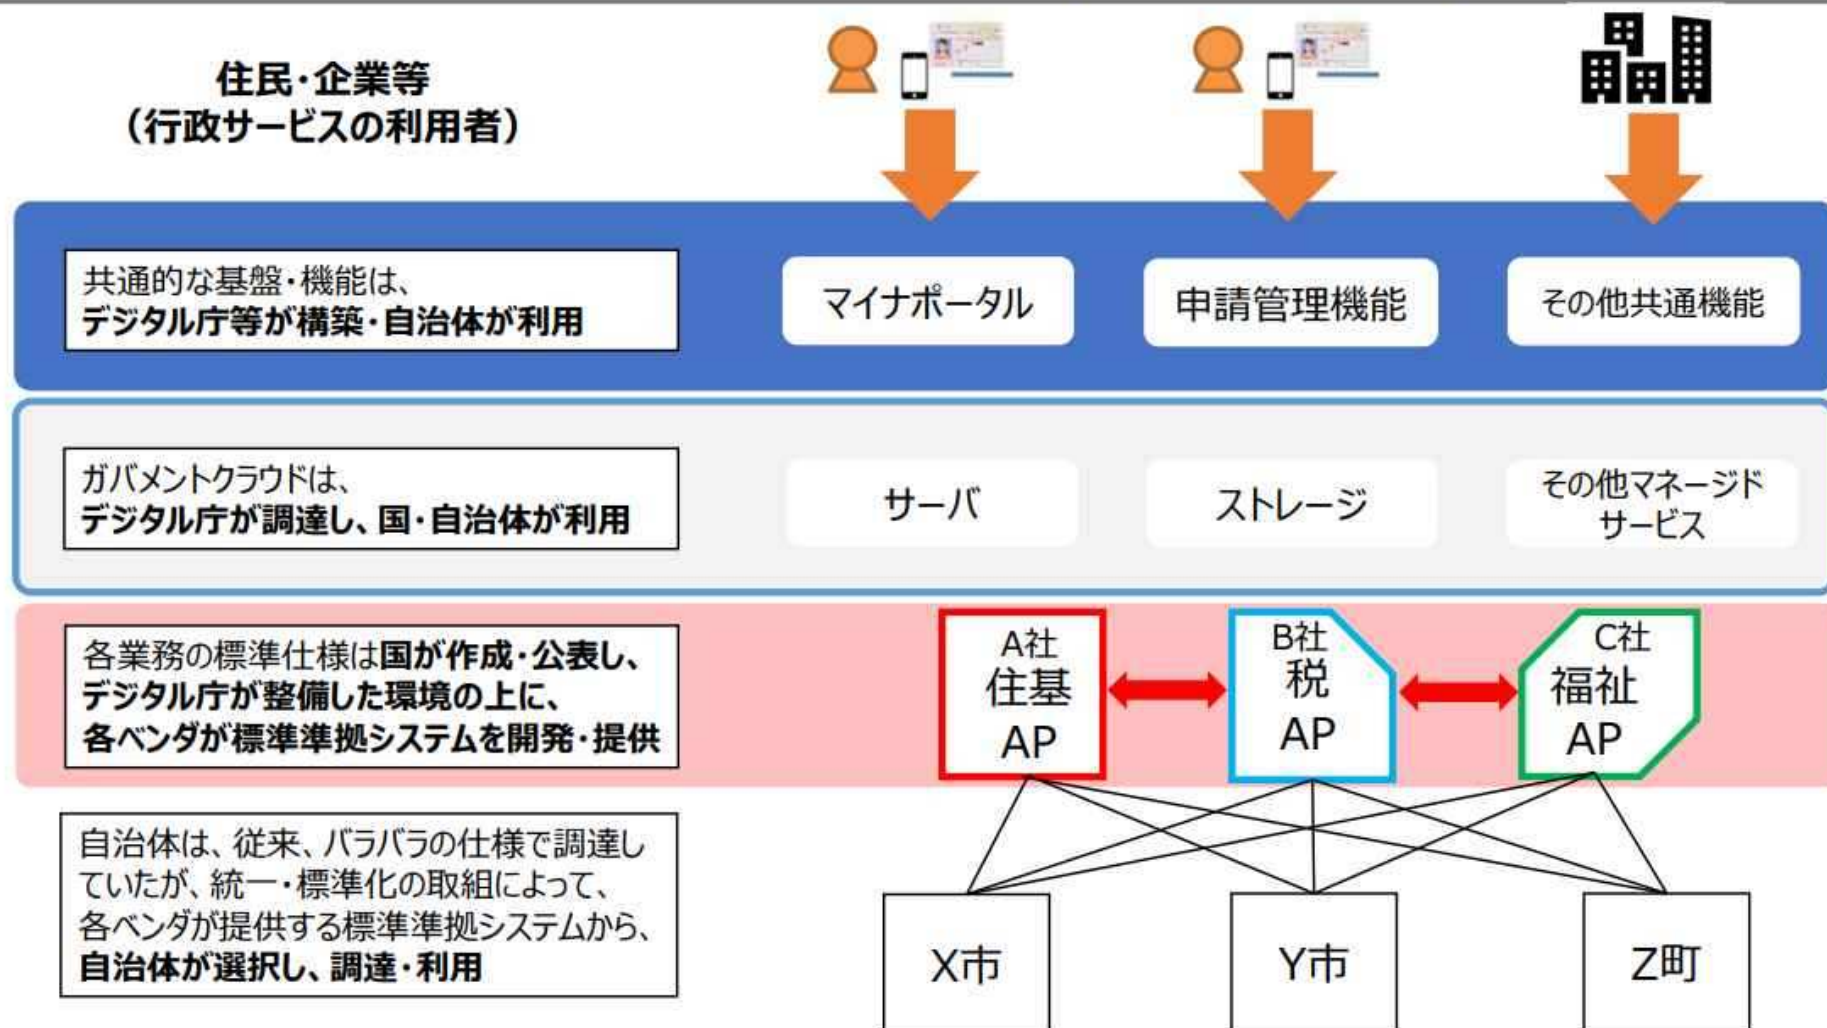 住民・企業等
（行政サービスの利用者）
共通的な基盤・機能は、
デジタル庁等が構築・自治体が利用
マイナポータル
申請管理機能
その他共通機能
ガバメントクラウドは、
デジタル庁が調達し、国・自治体が利用
サーバ
ストレージ
その他マネージド
サービス
各業務の標準仕様は国が作成・公表し、
デジタル庁が整備した環境の上に、
各ベンダが標準準拠システムを開発・提供
A社
住基
AP
B社
税
AP
C社
福祉
AP
自治体は、従来、バラバラの仕様で調達し
ていたが、統一・標準化の取組によって、
各ベンダが提供する標準準拠システムから、
自治体が選択し、調達・利用
X市
Y市
Z町